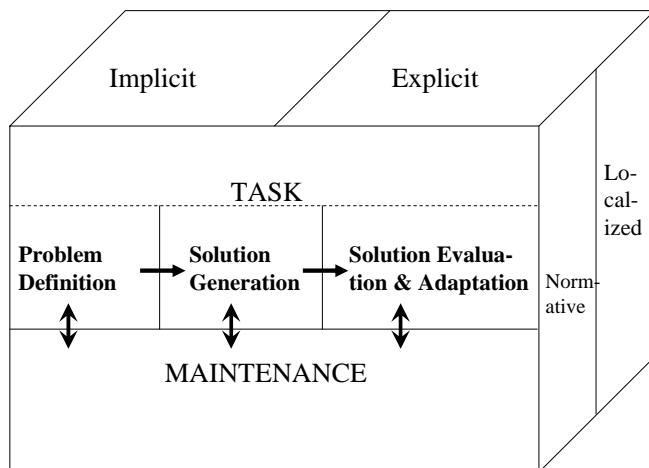 Implicit
Explicit
TASK
Lo-
cal-
ized
Problem
Definition
Solution
Generation
Solution Evalua-
tion & Adaptation
Norm-
ative
MAINTENANCE